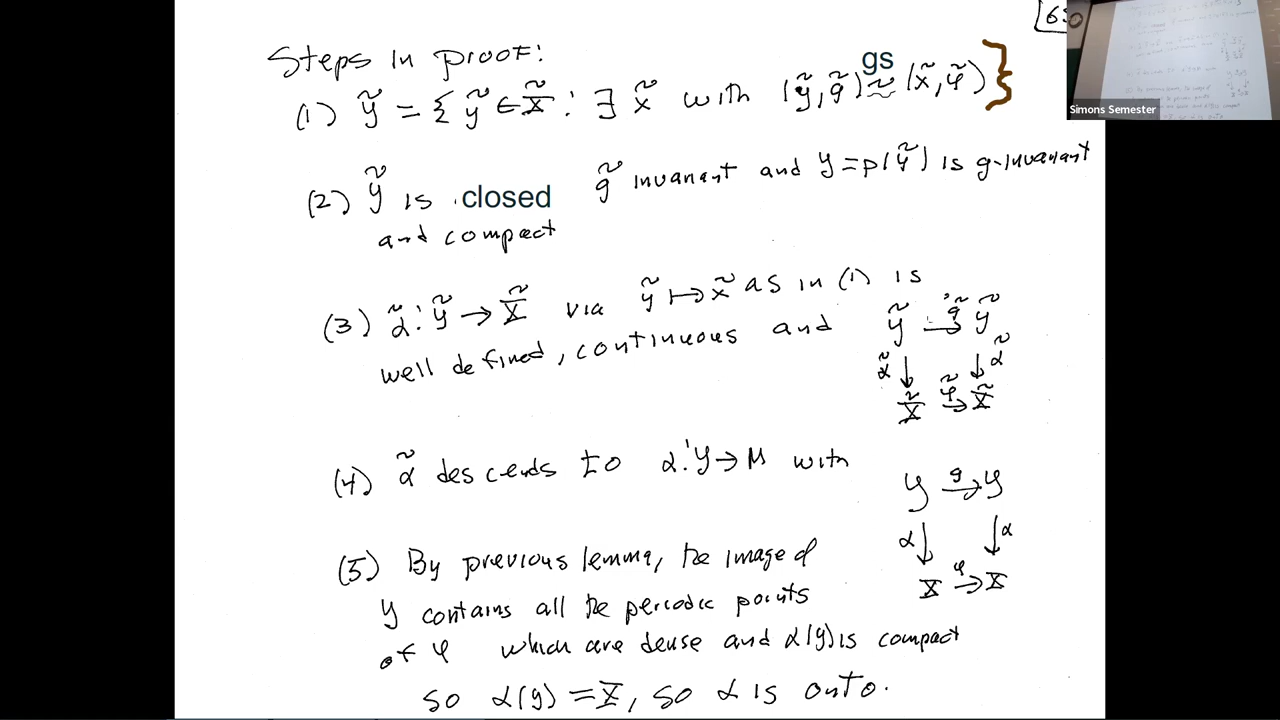 [6
Steps in proof:
(1) ỹ = { ỹ ∈ X̃ : ∃ x̃ with (ỹ, g̃) gs ~ (x̃, φ̃) }
(2) ỹ is closed g̃ invariant and y = p(ỹ) is g-invariant
and compact
(3) α̃ : ỹ → X̃ via ỹ ↦ x̃ as in (1) is
well defined, continuous and
ỹ g̃→ ỹ
α̃ ↓ ↓ α̃
X̃ φ̃→ X̃
(4) α̃ descends to α : y → M with
y g→ y
α ↓ ↓ α
X φ→ X
(5) By previous lemma, the image of
y contains all the periodic points
of φ which are dense and α(y) is compact
so α(y) = X, so α is onto.
Simons Semester